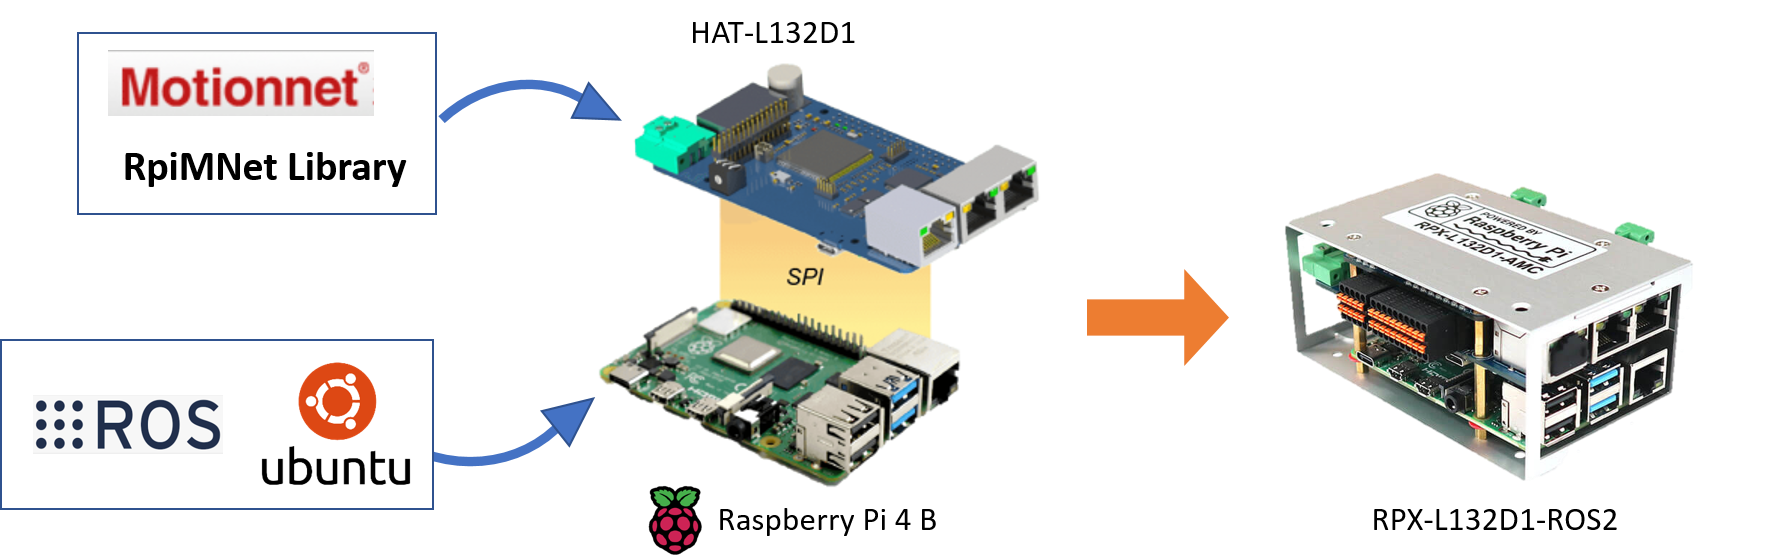 HAT-L132D1
Motionnet®
RpiMNet Library
SPI
POWERED BY
Raspberry Pi
RPX-L132D1-AMC
ROS
ubuntu
Raspberry Pi 4 B
RPX-L132D1-ROS2